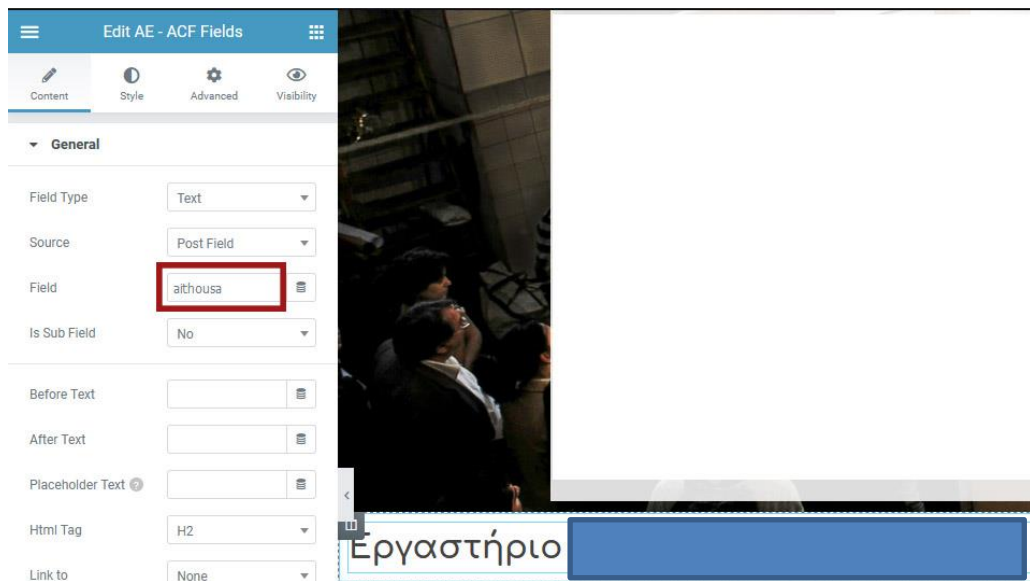 Edit AE - ACF Fields
Content Style Advanced Visibility
General
Field Type Text
Source Post Field
Field aithousa
Is Sub Field No
Before Text
After Text
Placeholder Text ?
Html Tag H2
Link to None
Εργαστήριο